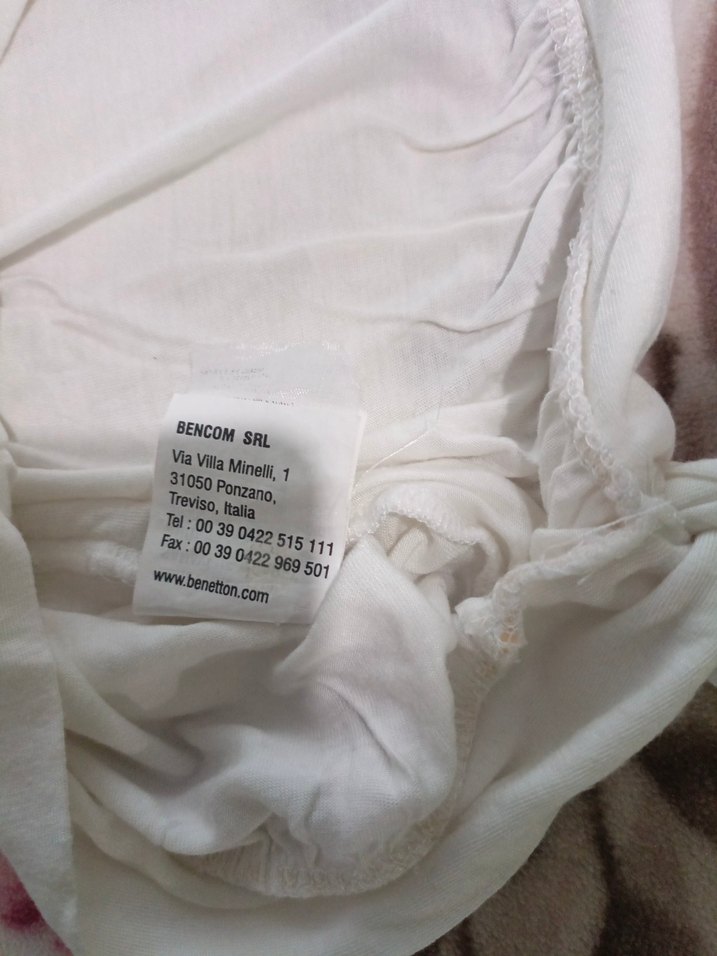 BENCOM SRL
Via Villa Minelli, 1
31050 Ponzano,
Treviso, Italia
Tel : 00 39 0422 515 111
Fax : 00 39 0422 969 501
www.benetton.com